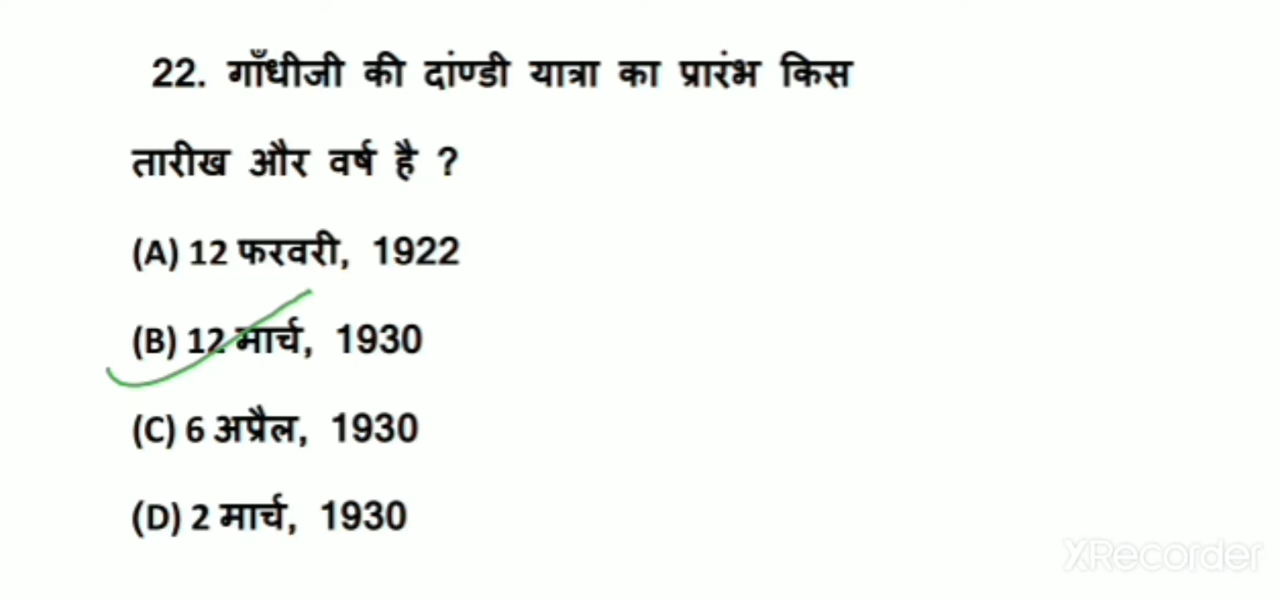 22. गाँधीजी की दांण्डी यात्रा का प्रारंभ किस
तारीख और वर्ष है ?
(A) 12 फरवरी, 1922
(B) 12 मार्च, 1930
(C) 6 अप्रैल, 1930
(D) 2 मार्च, 1930
XRecorder